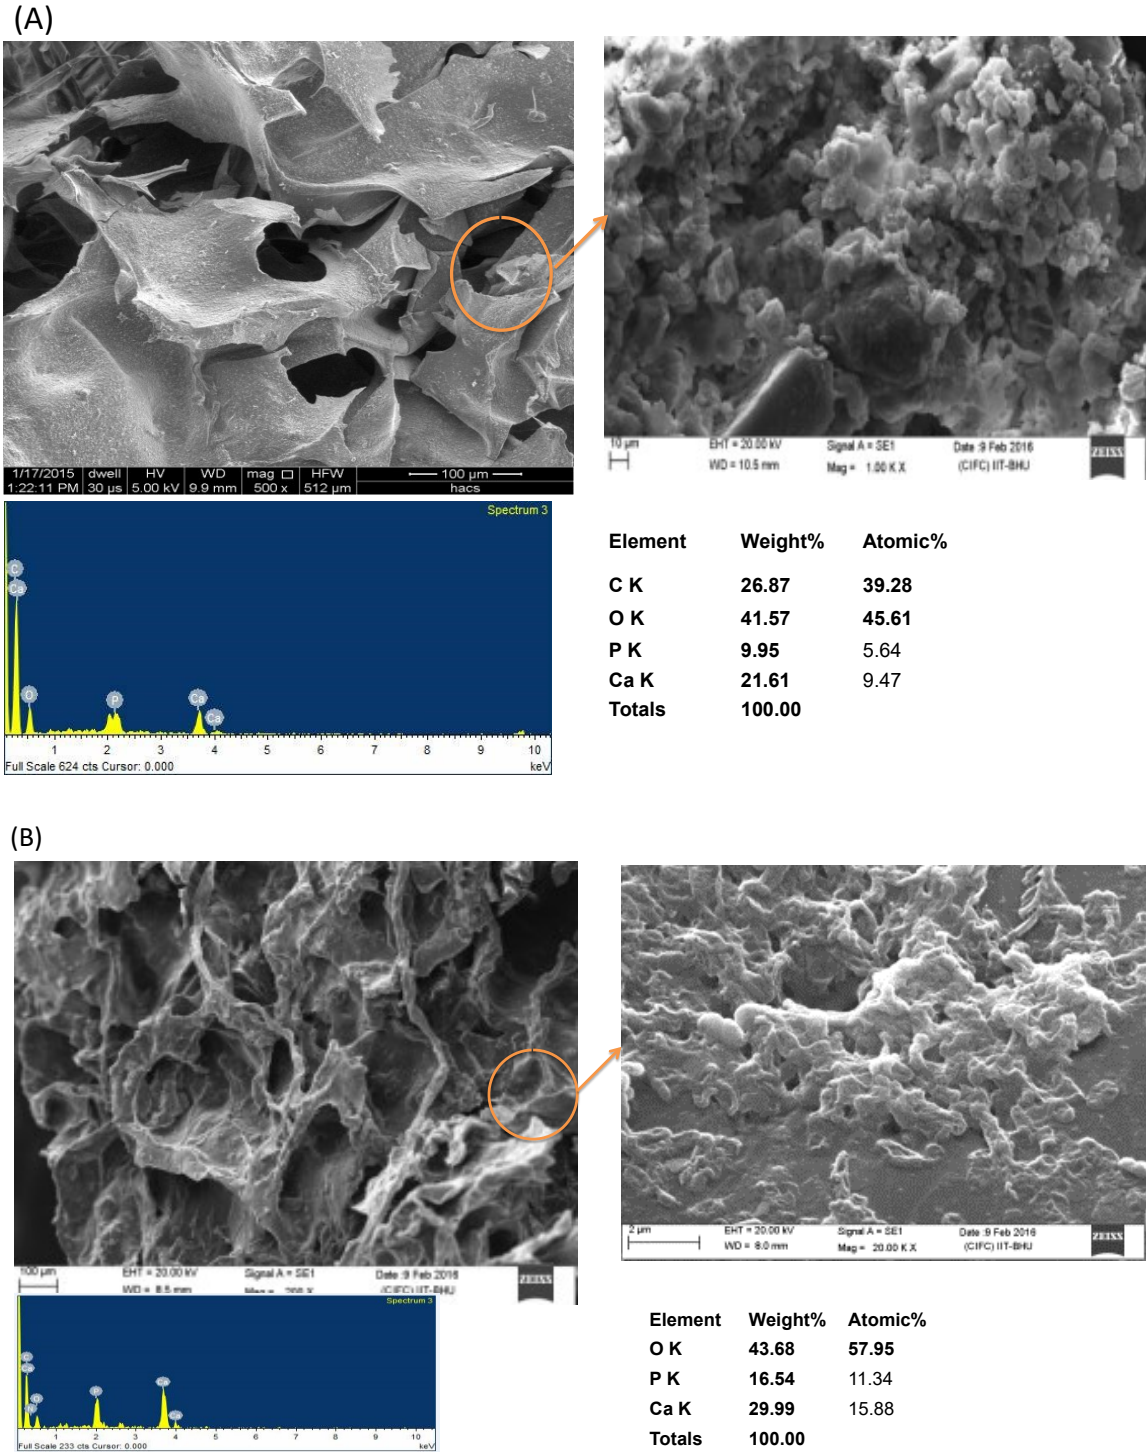 (A)
1/17/2015 dwell HV WD mag □ HFW 100 µm
1:22:11 PM 30 µs 5.00 kV 9.9 mm 500 x 512 µm hacs
10 µm EHT = 20.00 kV Signal A = SE1 Date :9 Feb 2016
WD = 10.5 mm Mag = 1.00 K X (CIFC) IIT-BHU
ZEISS
Spectrum 3
C
Ca
O
P
Ca
Ca
1 2 3 4 5 6 7 8 9 10
Full Scale 624 cts Cursor: 0.000 keV
Element Weight% Atomic%
C K 26.87 39.28
O K 41.57 45.61
P K 9.95 5.64
Ca K 21.61 9.47
Totals 100.00
(B)
100 µm EHT = 20.00 kV Signal A = SE1 Date :9 Feb 2016
WD = 8.5 mm Mag = 200 X (CIFC) IIT-BHU
ZEISS
2 µm EHT = 20.00 kV Signal A = SE1 Date :9 Feb 2016
WD = 8.0 mm Mag = 20.00 K X (CIFC) IIT-BHU
ZEISS
Spectrum 3
C
Ca
O
N
P
Ca
Ca
1 2 3 4 5 6 7 8 9 10
Full Scale 233 cts Cursor: 0.000 keV
Element Weight% Atomic%
O K 43.68 57.95
P K 16.54 11.34
Ca K 29.99 15.88
Totals 100.00